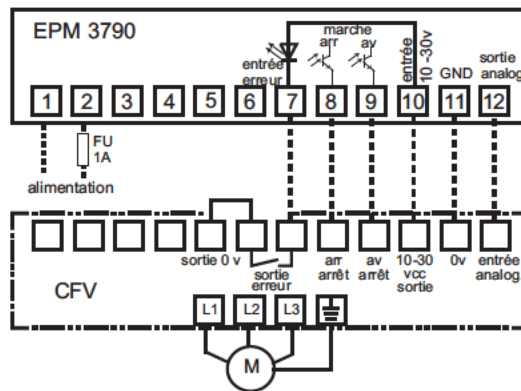 EPM 3790
marche
arr av
entrée
erreur
entrée
10 -30v
GND
sortie
analog
1 2 3 4 5 6 7 8 9 10 11 12
FU
1A
alimentation
sortie 0 v
sortie
erreur
arr
arrêt
av
arrêt
10-30
vcc
sortie
0v
entrée
analog.
CFV
L1 L2 L3
M